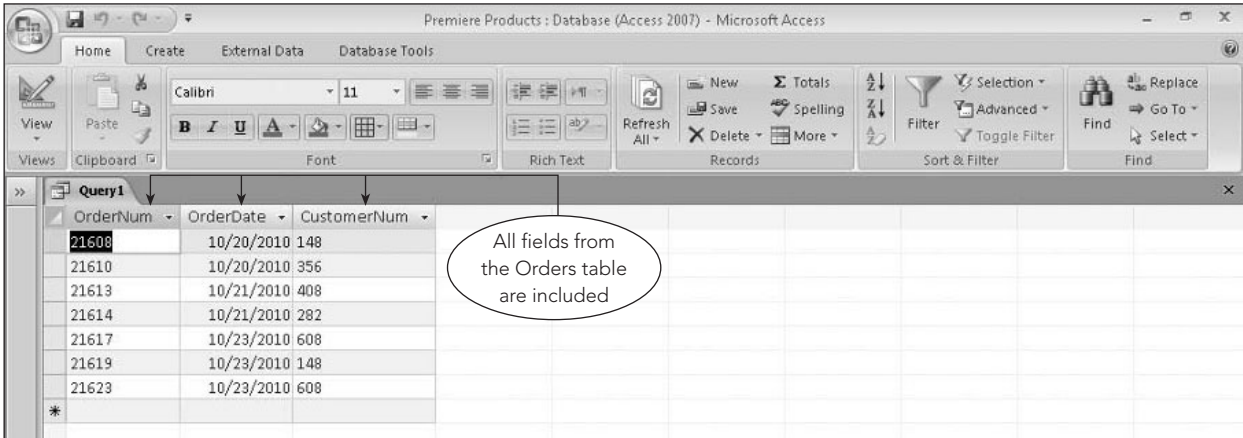 Premiere Products : Database (Access 2007) - Microsoft Access
Home Create External Data Database Tools
View
Paste
Calibri 11
B I U A
Refresh All
New
Save
Delete
Totals
Spelling
More
Filter
Selection
Advanced
Toggle Filter
Find
Replace
Go To
Select
Views Clipboard Font Rich Text Records Sort & Filter Find
Query1
OrderNum OrderDate CustomerNum
21608 10/20/2010 148
21610 10/20/2010 356
21613 10/21/2010 408
21614 10/21/2010 282
21617 10/23/2010 608
21619 10/23/2010 148
21623 10/23/2010 608
All fields from
the Orders table
are included